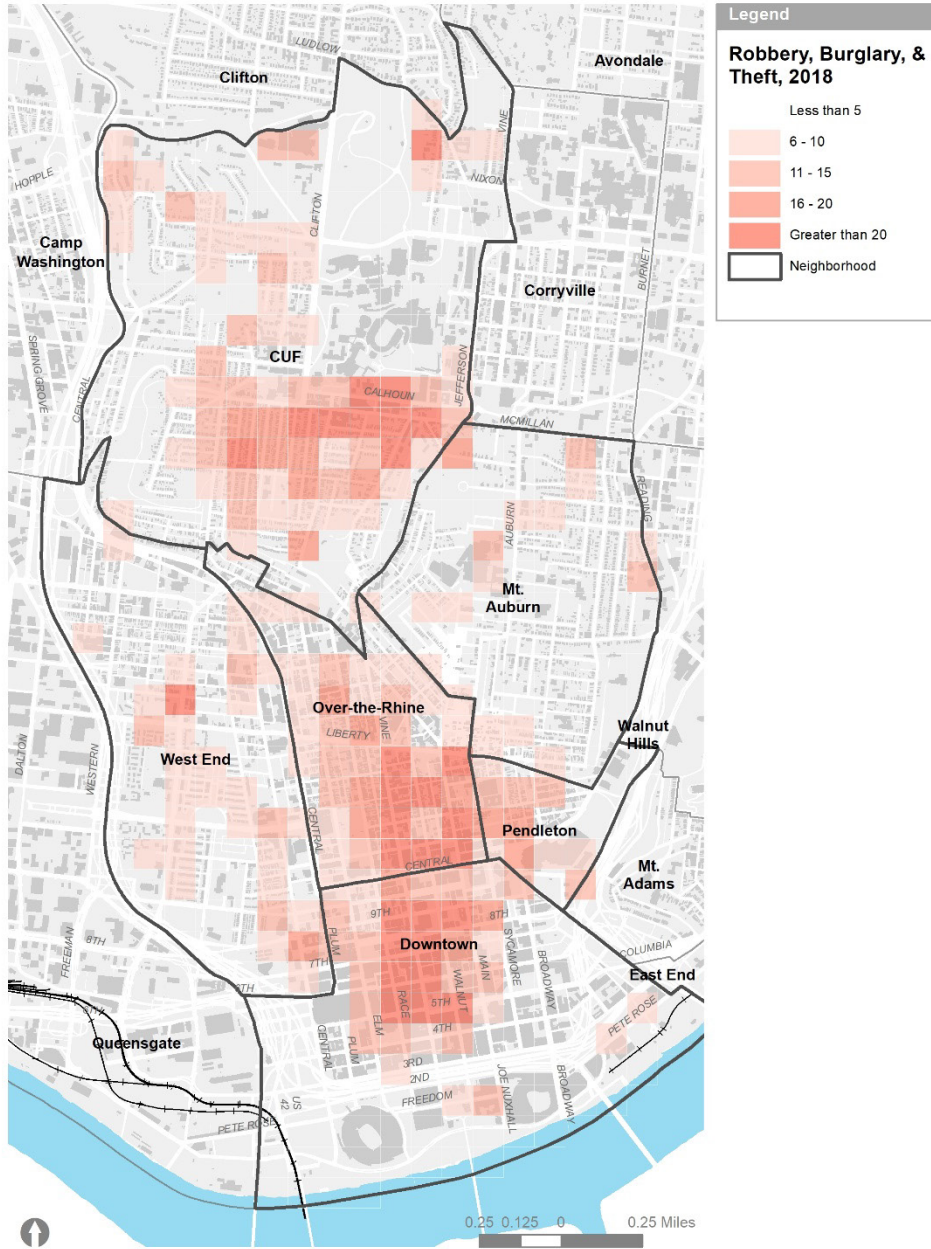 Legend
Robbery, Burglary, &
Theft, 2018
Less than 5
6 - 10
11 - 15
16 - 20
Greater than 20
Neighborhood
LUDLOW
Clifton
Avondale
VINE
HOPPLE
NIXON
CLIFTON
Camp
Washington
BURNET
Corryville
SPRING GROVE
CENTRAL
CUF
JEFFERSON
CALHOUN
MCMILLAN
READING
AUBURN
Mt.
Auburn
Over-the-Rhine
VINE
LIBERTY
Walnut
Hills
DALTON
WESTERN
West End
CENTRAL
Pendleton
CENTRAL
Mt.
Adams
9TH
8TH
PLUM
Downtown
FREEMAN
8TH
7TH
MAIN
SYCAMORE
BROADWAY
COLUMBIA
East End
6TH
RACE
5TH
WALNUT
PETE ROSE
Queensgate
ELM
4TH
CENTRAL
PLUM
3RD
2ND
US
42
FREEDOM
JOE NUXHALL
BROADWAY
PETE ROSE
0.25 0.125 0 0.25 Miles